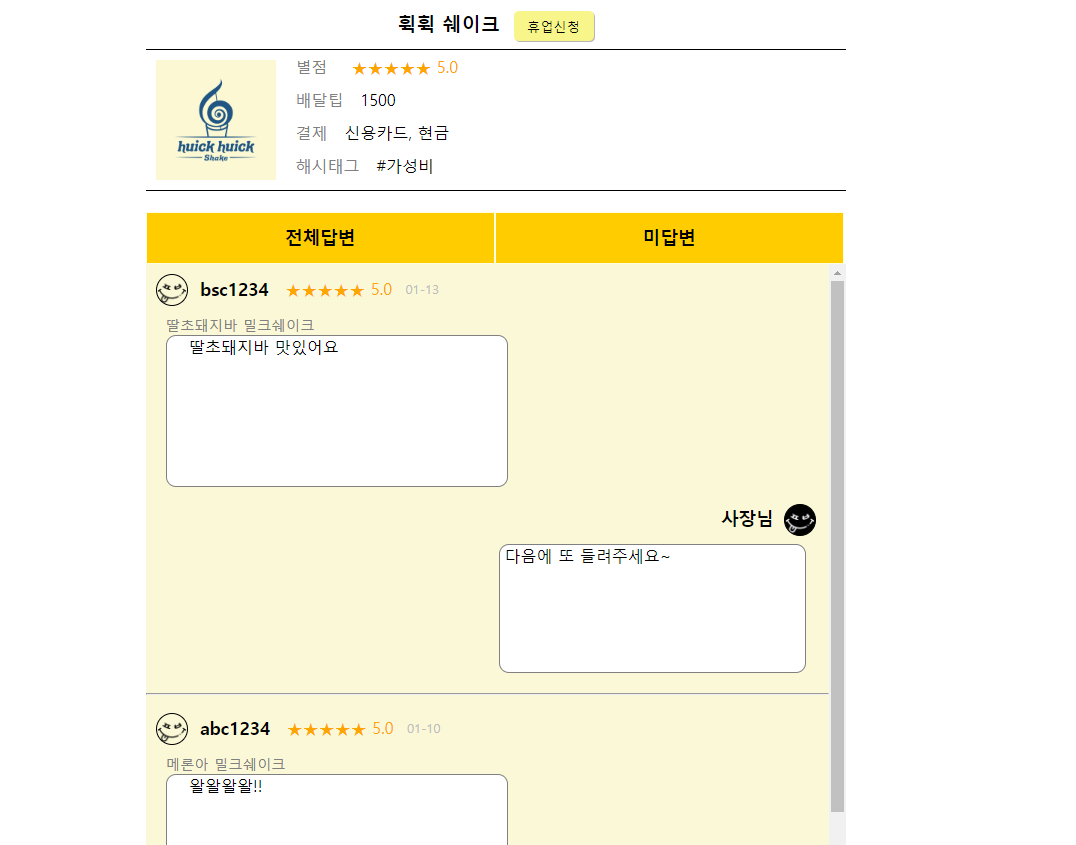 휙휙 쉐이크 휴업신청
huick huick
Shake
별점 ★★★★★ 5.0
배달팁 1500
결제 신용카드, 현금
해시태그 #가성비
전체답변 미답변
bsc1234 ★★★★★ 5.0 01-13
딸초돼지바 밀크쉐이크
딸초돼지바 맛있어요
사장님
다음에 또 들려주세요~
abc1234 ★★★★★ 5.0 01-10
메론아 밀크쉐이크
왈왈왈왈!!